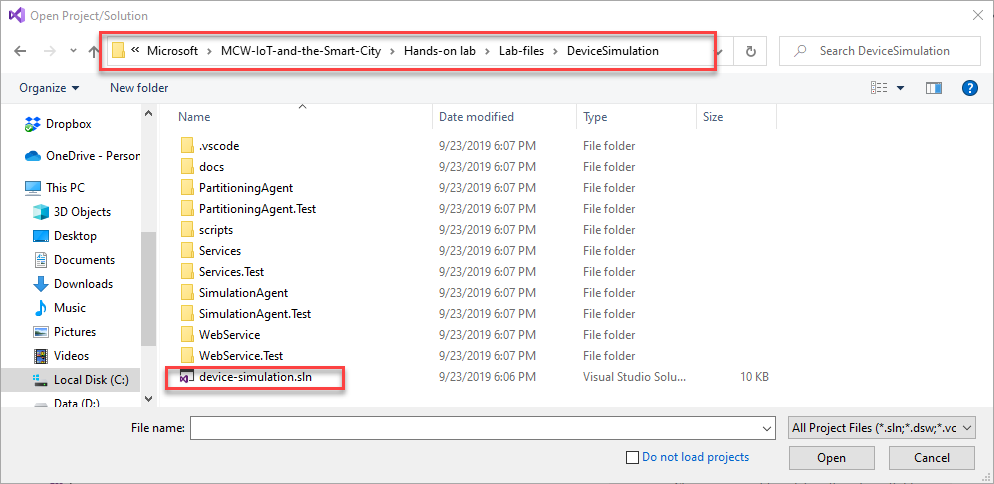 Open Project/Solution
« Microsoft > MCW-IoT-and-the-Smart-City > Hands-on lab > Lab-files > DeviceSimulation
Search DeviceSimulation
Organize New folder
Name Date modified Type Size
Dropbox
OneDrive - Person
This PC
3D Objects
Desktop
Documents
Downloads
Music
Pictures
Videos
Local Disk (C:)
Data (D:)
.vscode 9/23/2019 6:07 PM File folder
docs 9/23/2019 6:07 PM File folder
PartitioningAgent 9/23/2019 6:07 PM File folder
PartitioningAgent.Test 9/23/2019 6:07 PM File folder
scripts 9/23/2019 6:07 PM File folder
Services 9/23/2019 6:07 PM File folder
Services.Test 9/23/2019 6:07 PM File folder
SimulationAgent 9/23/2019 6:07 PM File folder
SimulationAgent.Test 9/23/2019 6:07 PM File folder
WebService 9/23/2019 6:07 PM File folder
WebService.Test 9/23/2019 6:07 PM File folder
device-simulation.sln 9/23/2019 6:06 PM Visual Studio Solu... 10 KB
File name:
All Project Files (*.sln;*.dsw;*.vc
Do not load projects
Open Cancel